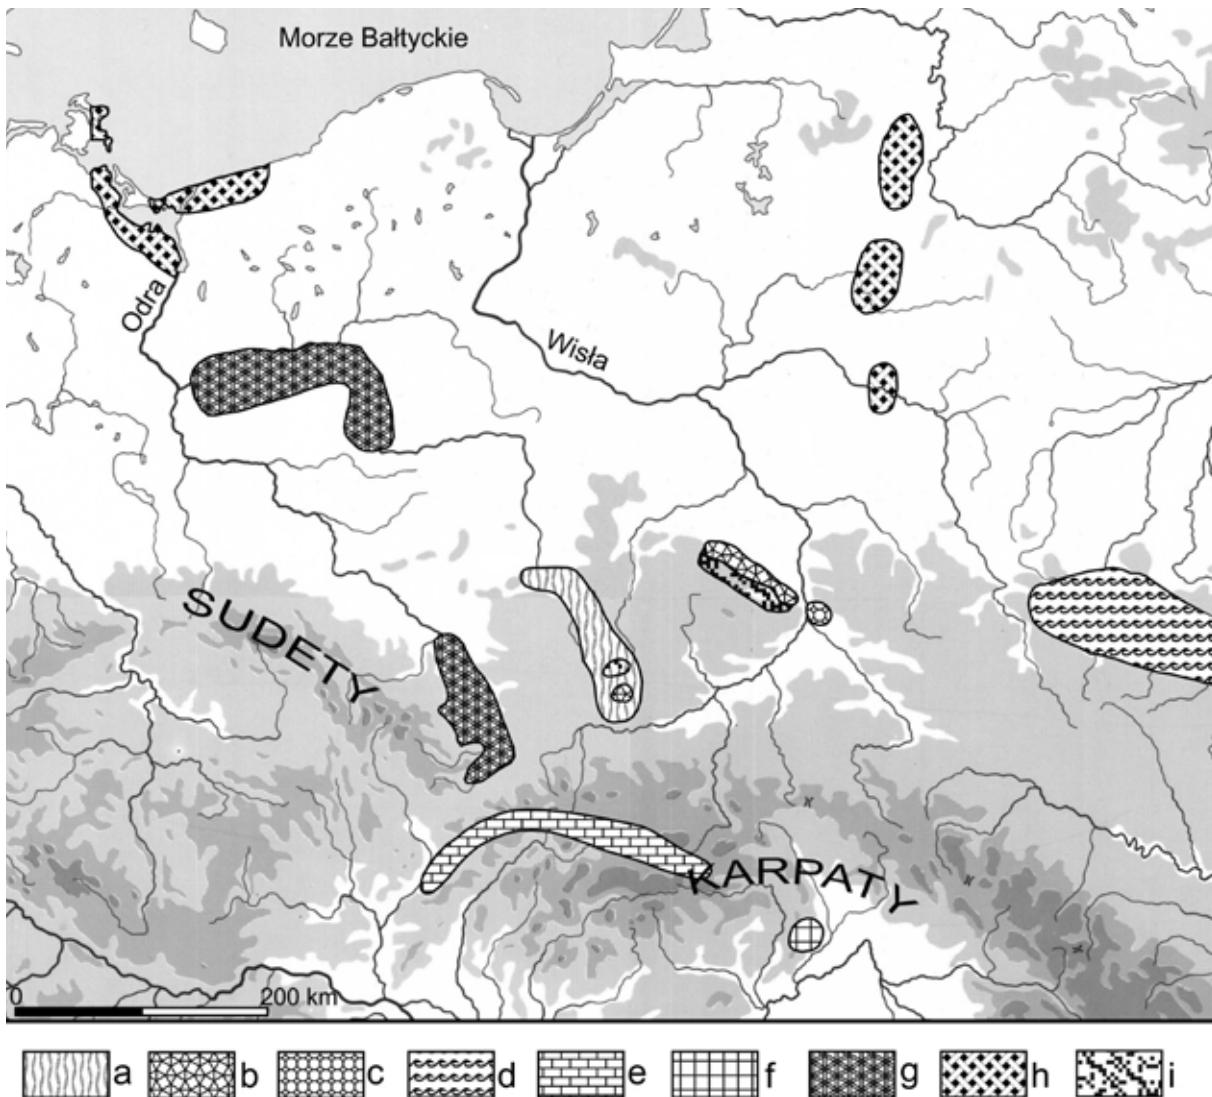 Morze Bałtyckie
Odra
Wisła
SUDETY
KARPATY
0 200 km
a b c d e f g h i